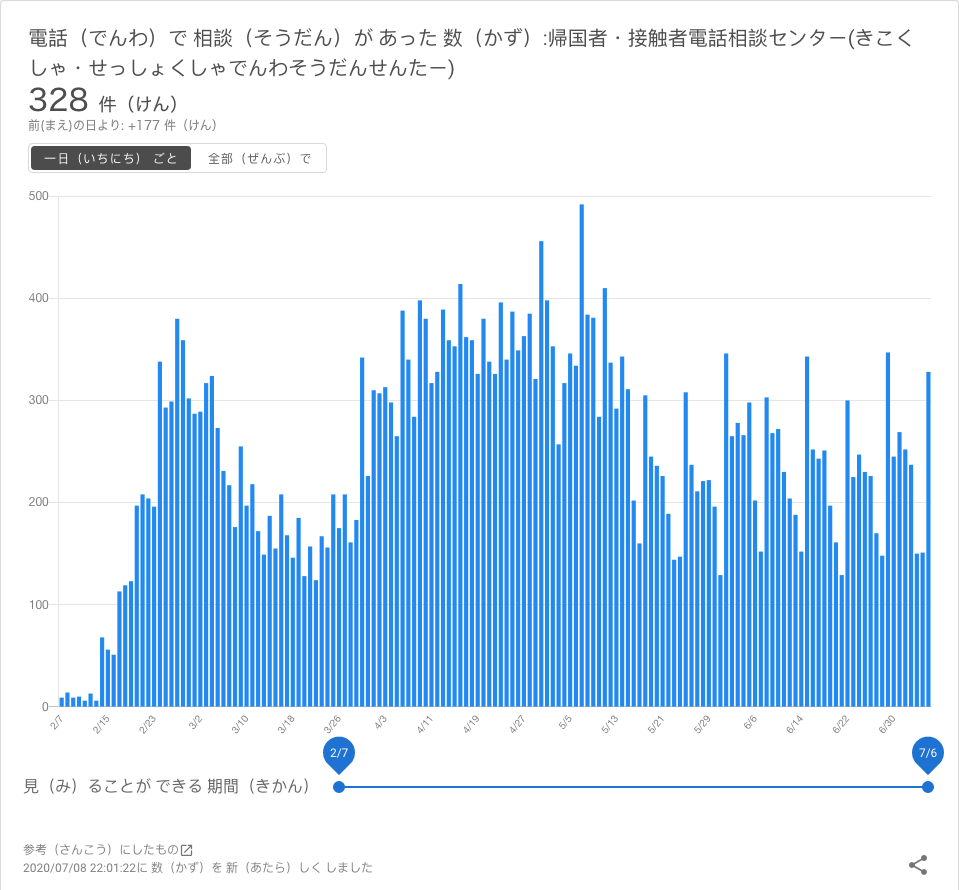 電話（でんわ）で 相談（そうだん）が あった 数（かず）:帰国者・接触者電話相談センター(きこく
しゃ・せっしょくしゃでんわそうだんせんたー)
328 件（けん）
前(まえ)の日より: +177 件（けん）
一日（いちにち） ごと 全部（ぜんぶ）で
500
400
300
200
100
0
2/7 2/15 2/23 3/2 3/10 3/18 3/26 4/3 4/11 4/19 4/27 5/5 5/13 5/21 5/29 6/6 6/14 6/22 6/30
2/7 7/6
見（み）ることが できる 期間（きかん）
参考（さんこう）にしたもの
2020/07/08 22:01:22に 数（かず）を 新（あたら）しく しました